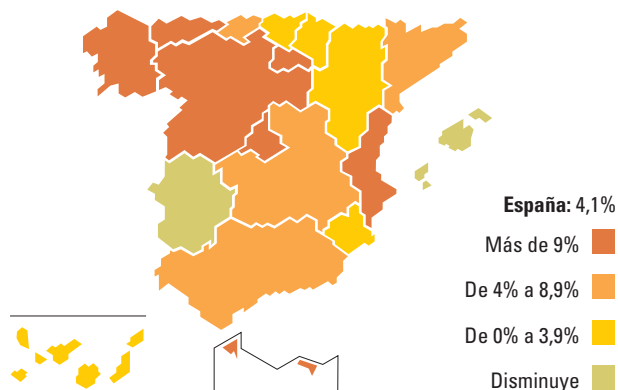 España: 4,1%
Más de 9%
De 4% a 8,9%
De 0% a 3,9%
Disminuye